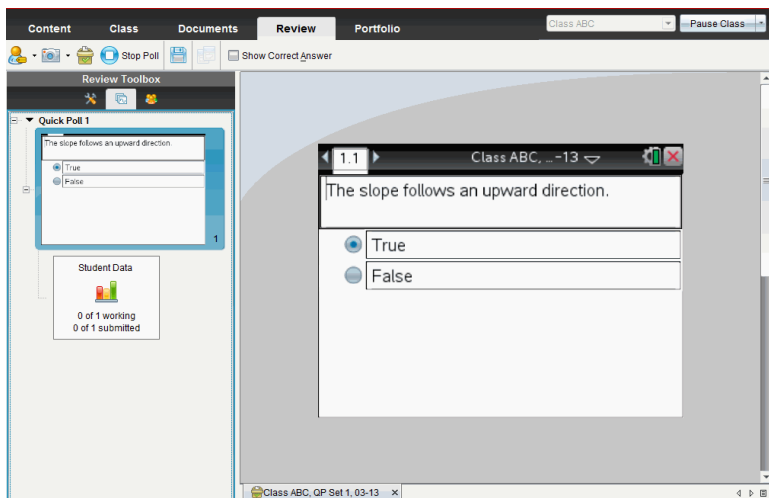 Content Class Documents Review Portfolio Class ABC Pause Class
Stop Poll Show Correct Answer
Review Toolbox
Quick Poll 1
The slope follows an upward direction.
True
False
1
Student Data
0 of 1 working
0 of 1 submitted
1.1 Class ABC, ...-13
The slope follows an upward direction.
True
False
Class ABC, QP Set 1, 03-13